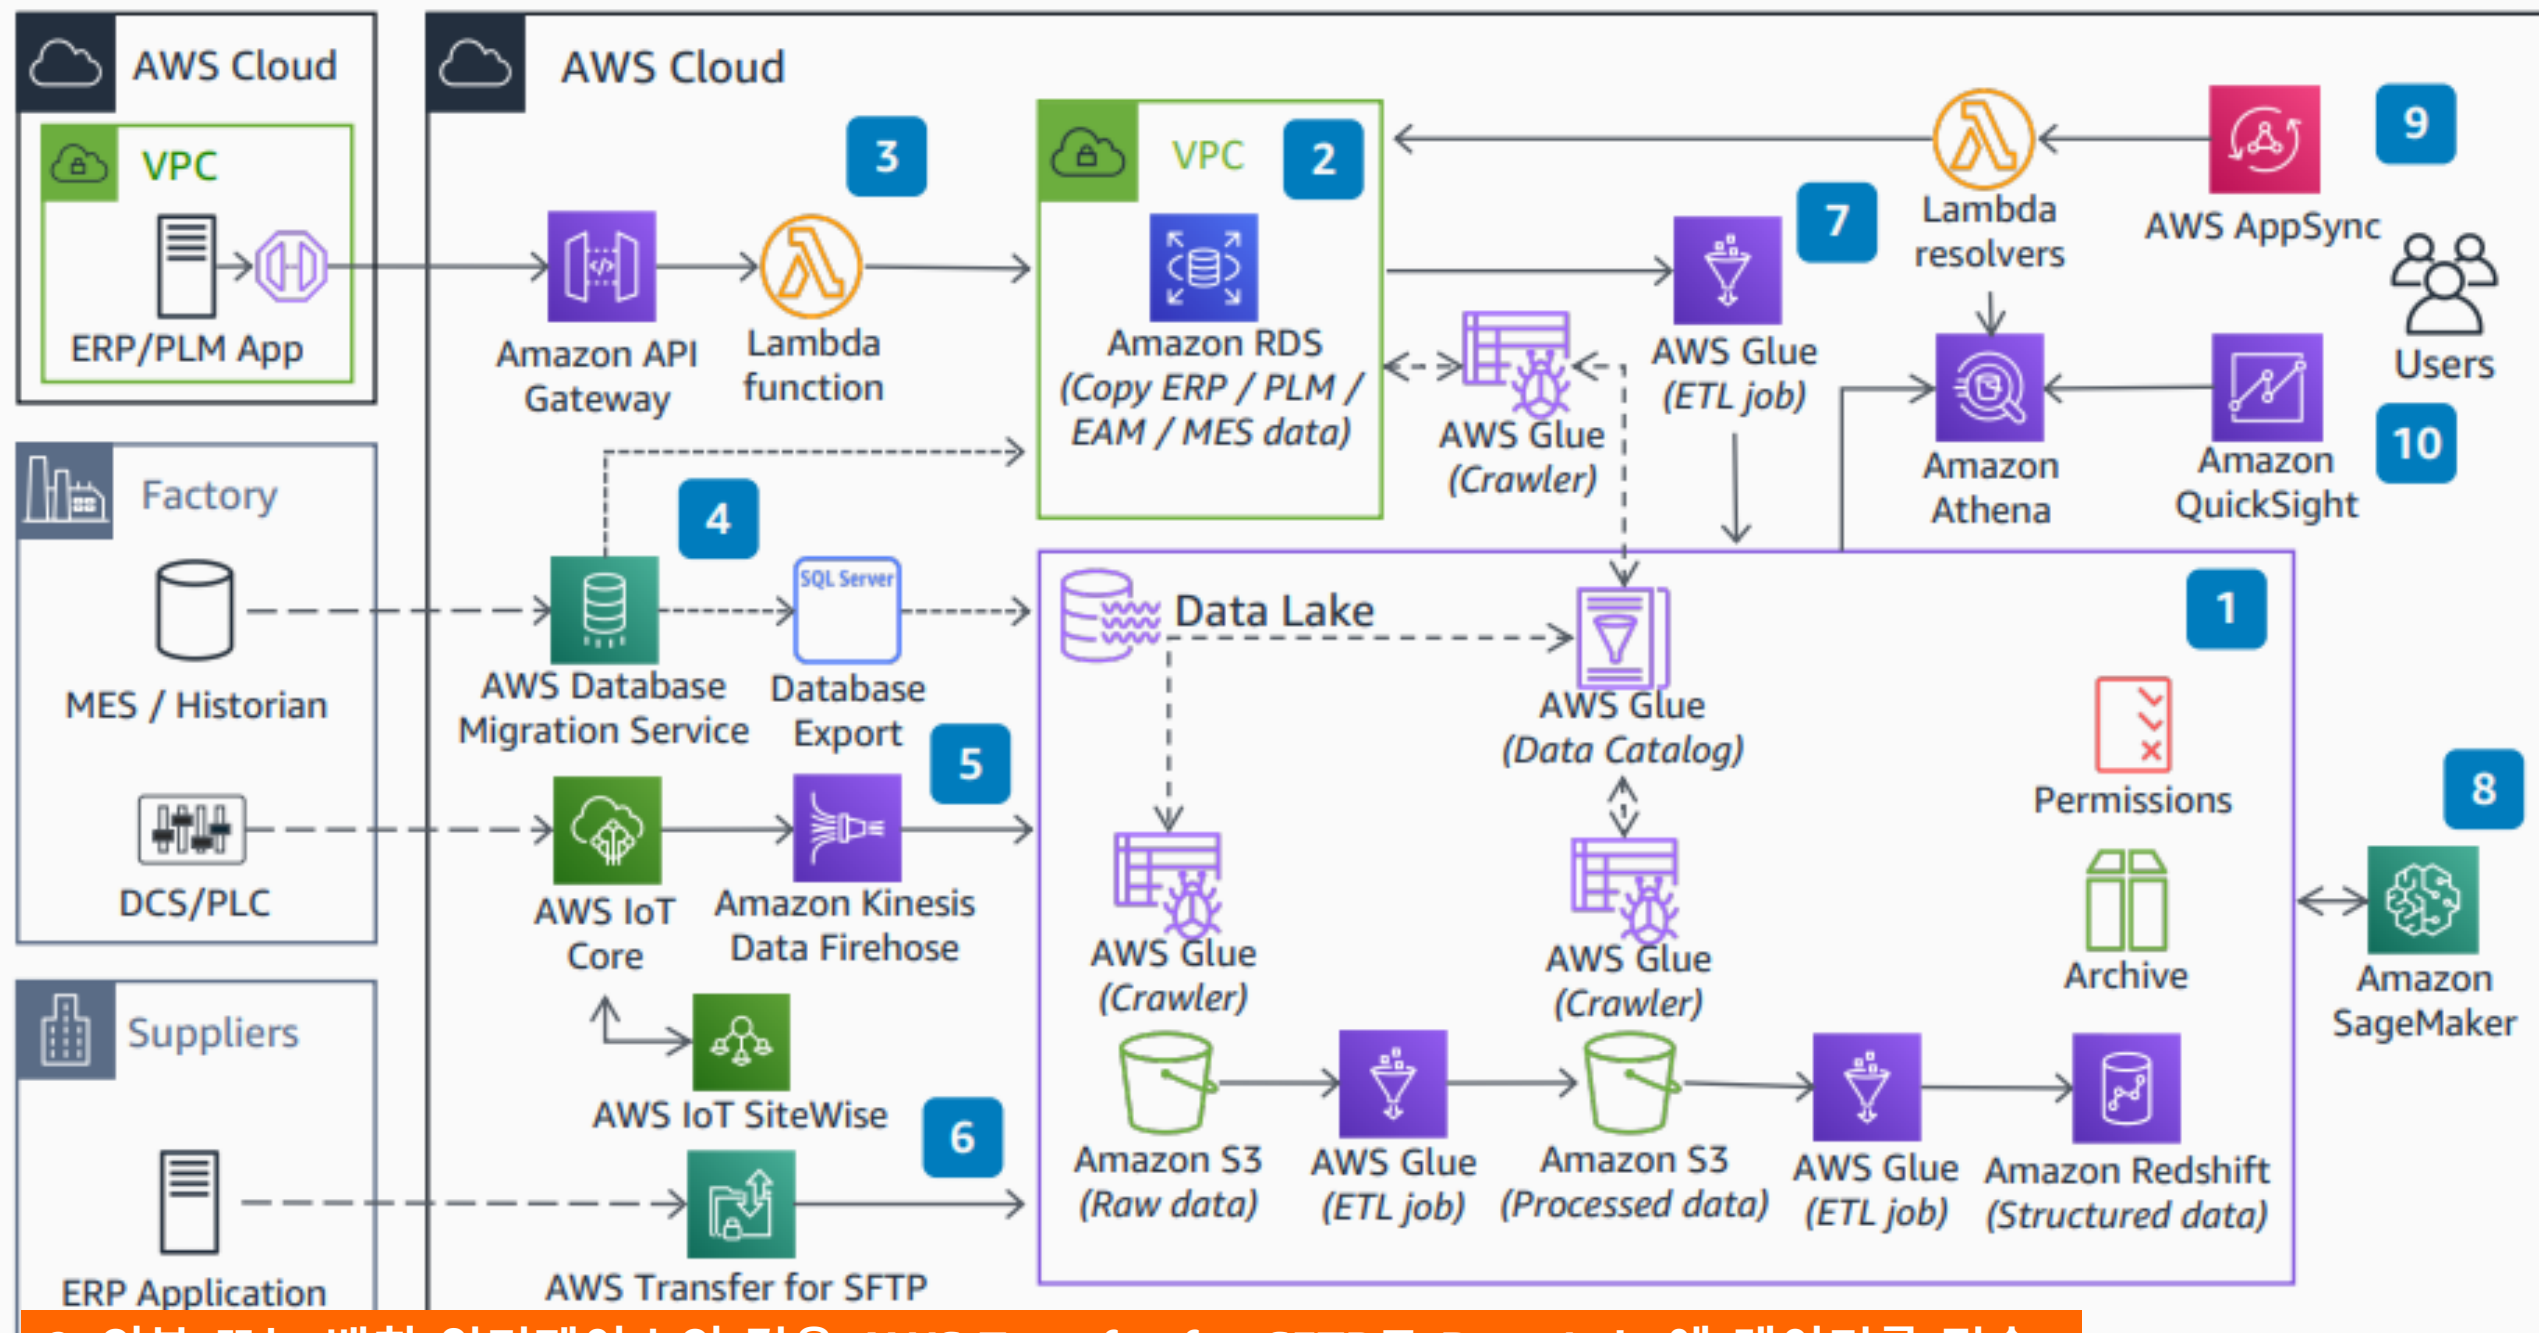 AWS Cloud
VPC
ERP/PLM App
Factory
MES / Historian
DCS/PLC
Suppliers
ERP Application
AWS Cloud
3
Amazon API
Gateway
Lambda
function
VPC
2
Amazon RDS
(Copy ERP / PLM /
EAM / MES data)
AWS Glue
(Crawler)
7
AWS Glue
(ETL job)
Lambda
resolvers
AWS AppSync
9
Users
Amazon
Athena
Amazon
QuickSight
10
4
AWS Database
Migration Service
SQL Server
Database
Export
5
AWS IoT
Core
Amazon Kinesis
Data Firehose
AWS IoT SiteWise
6
AWS Transfer for SFTP
Data Lake
1
AWS Glue
(Data Catalog)
Permissions
AWS Glue
(Crawler)
AWS Glue
(Crawler)
Archive
8
Amazon
SageMaker
Amazon S3
(Raw data)
AWS Glue
(ETL job)
Amazon S3
(Processed data)
AWS Glue
(ETL job)
Amazon Redshift
(Structured data)